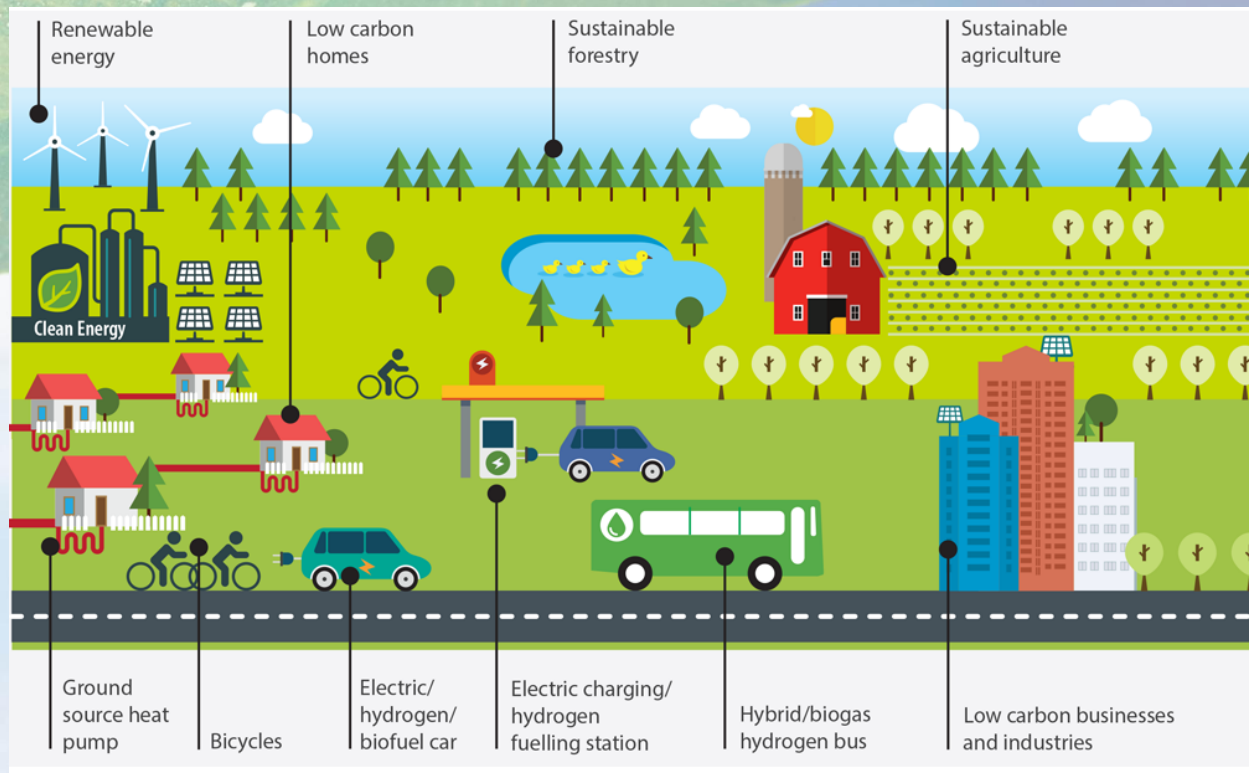 Renewable
energy
Low carbon
homes
Sustainable
forestry
Sustainable
agriculture
Clean Energy
Ground
source heat
pump
Bicycles
Electric/
hydrogen/
biofuel car
Electric charging/
hydrogen
fuelling station
Hybrid/biogas
hydrogen bus
Low carbon businesses
and industries